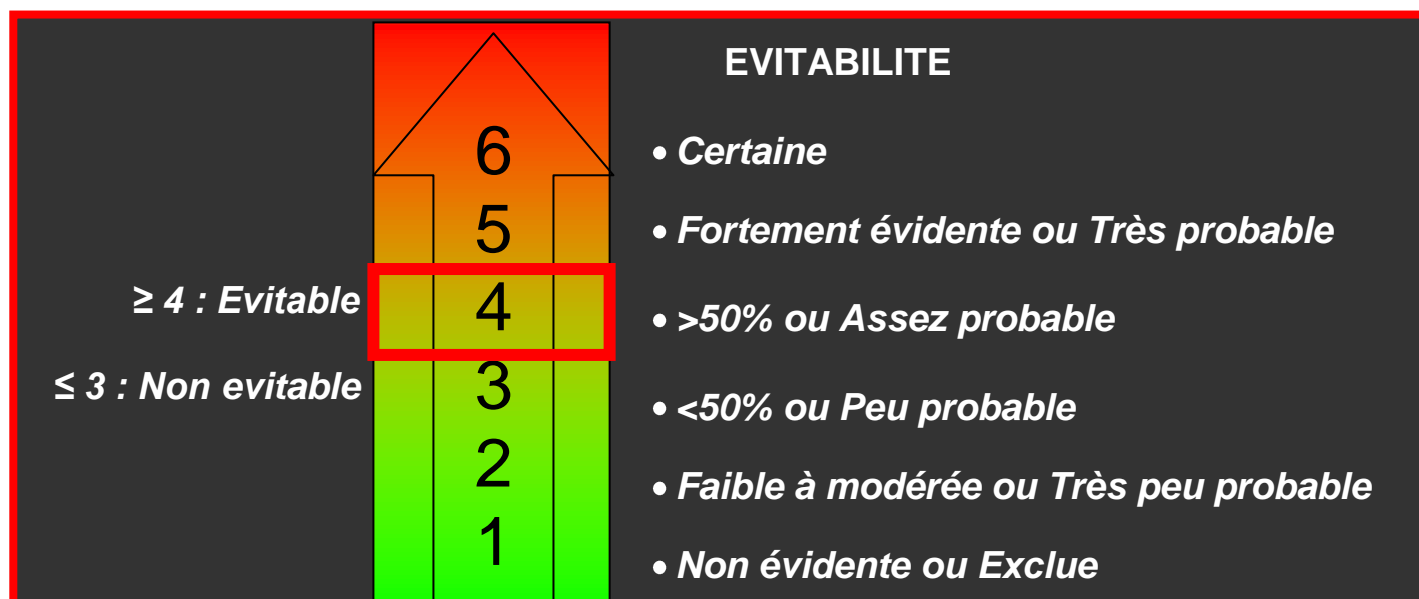 EVITABILITE
6
• Certaine
5
• Fortement évidente ou Très probable
≥ 4 : Evitable
4
• >50% ou Assez probable
≤ 3 : Non evitable
3
• <50% ou Peu probable
2
• Faible à modérée ou Très peu probable
1
• Non évidente ou Exclue